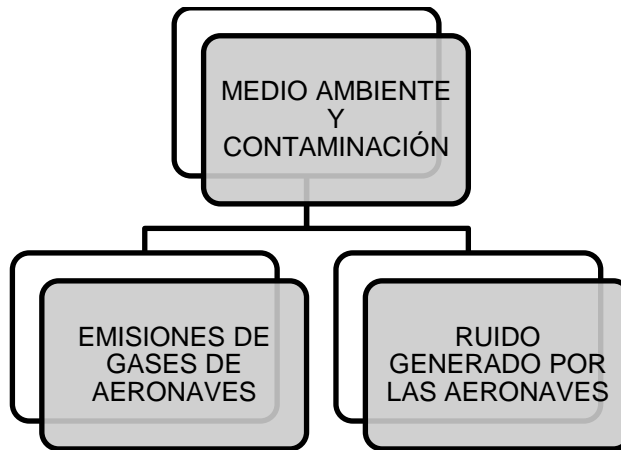 MEDIO AMBIENTE
Y
CONTAMINACIÓN
EMISIONES DE
GASES DE
AERONAVES
RUIDO
GENERADO POR
LAS AERONAVES